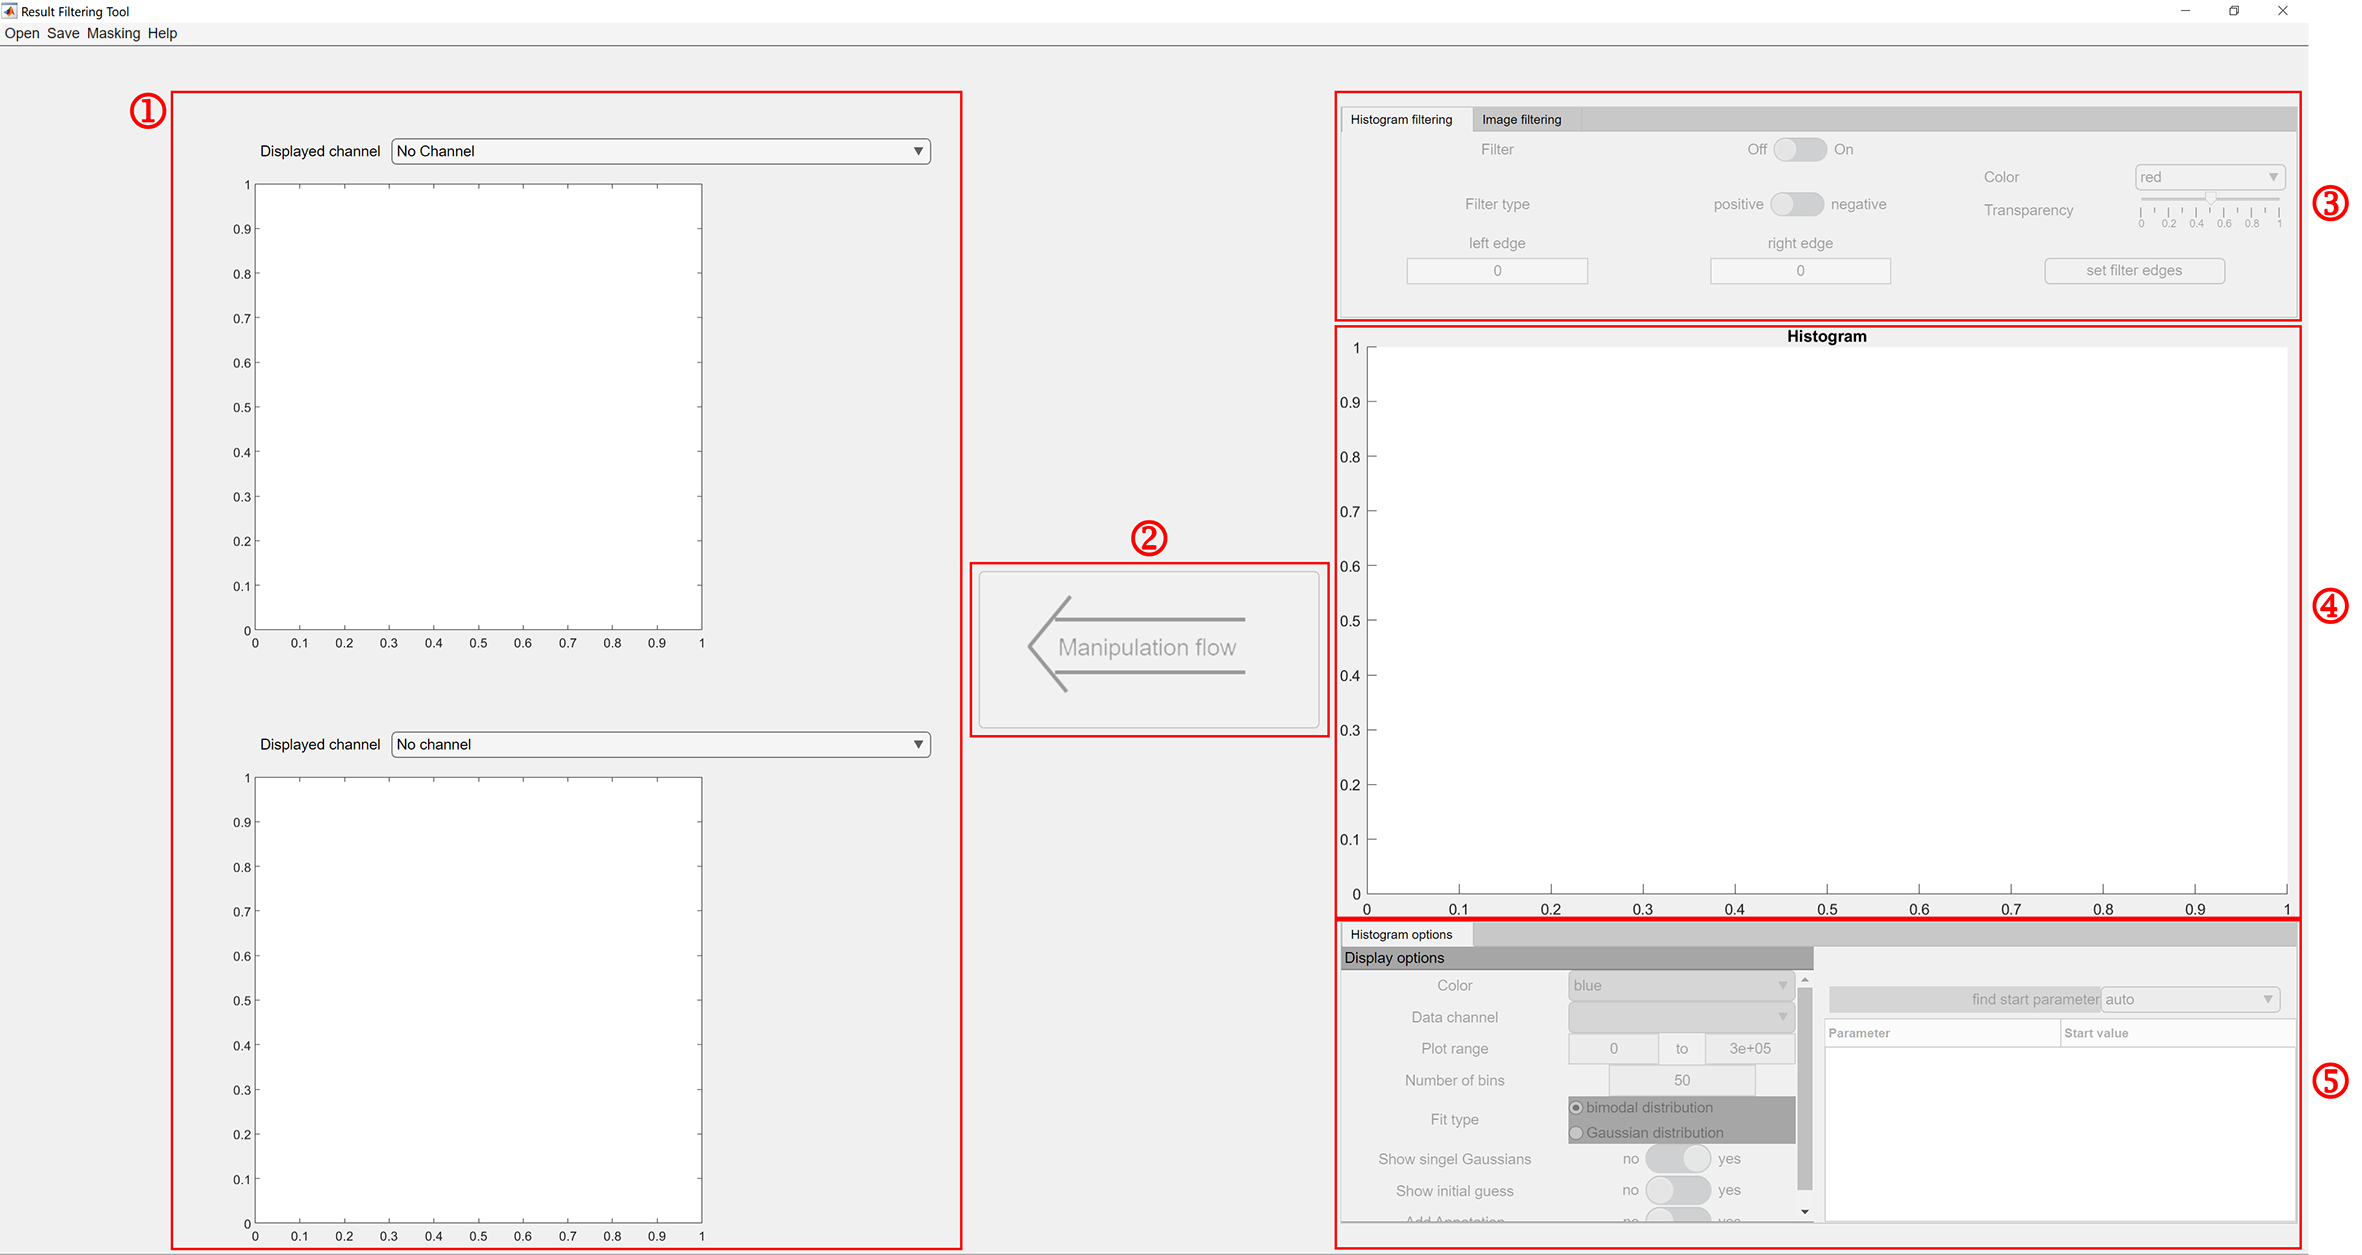 Result Filtering Tool
Open Save Masking Help
①
Displayed channel No Channel
1
0.9
0.8
0.7
0.6
0.5
0.4
0.3
0.2
0.1
0
0 0.1 0.2 0.3 0.4 0.5 0.6 0.7 0.8 0.9 1
Displayed channel No channel
1
0.9
0.8
0.7
0.6
0.5
0.4
0.3
0.2
0.1
0
0 0.1 0.2 0.3 0.4 0.5 0.6 0.7 0.8 0.9 1
②
Manipulation flow
③
Histogram filtering Image filtering
Filter Off On
Color red
Filter type positive negative
Transparency
0 0.2 0.4 0.6 0.8 1
left edge right edge
0 0 set filter edges
④
Histogram
1
0.9
0.8
0.7
0.6
0.5
0.4
0.3
0.2
0.1
0
0 0.1 0.2 0.3 0.4 0.5 0.6 0.7 0.8 0.9 1
⑤
Histogram options
Display options
Color blue
Data channel
Plot range 0 to 3e+05
Number of bins 50
Fit type bimodal distribution
Gaussian distribution
Show singel Gaussians no yes
Show initial guess no yes
Add Annotation no yes
find start parameter auto
Parameter Start value